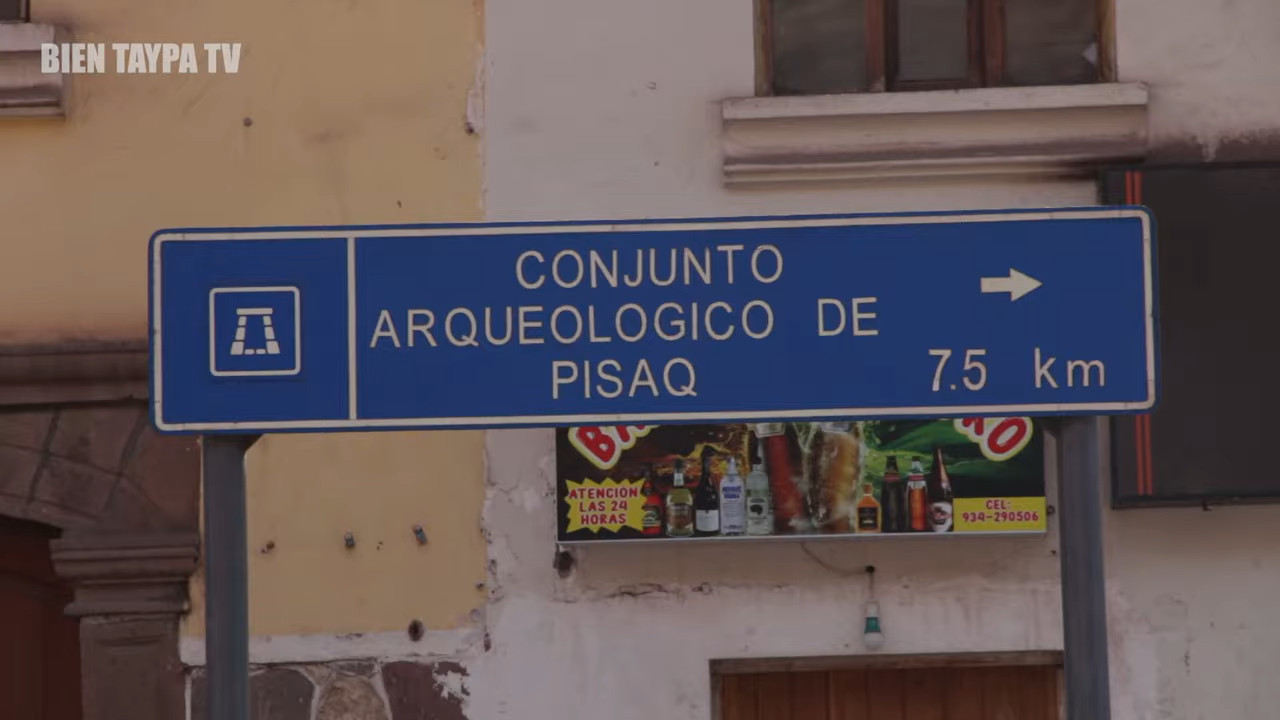 BIEN TAYPA TV
CONJUNTO
ARQUEOLOGICO DE
PISAQ
7.5 km
ATENCION
LAS 24
HORAS
CEL:
934-290506